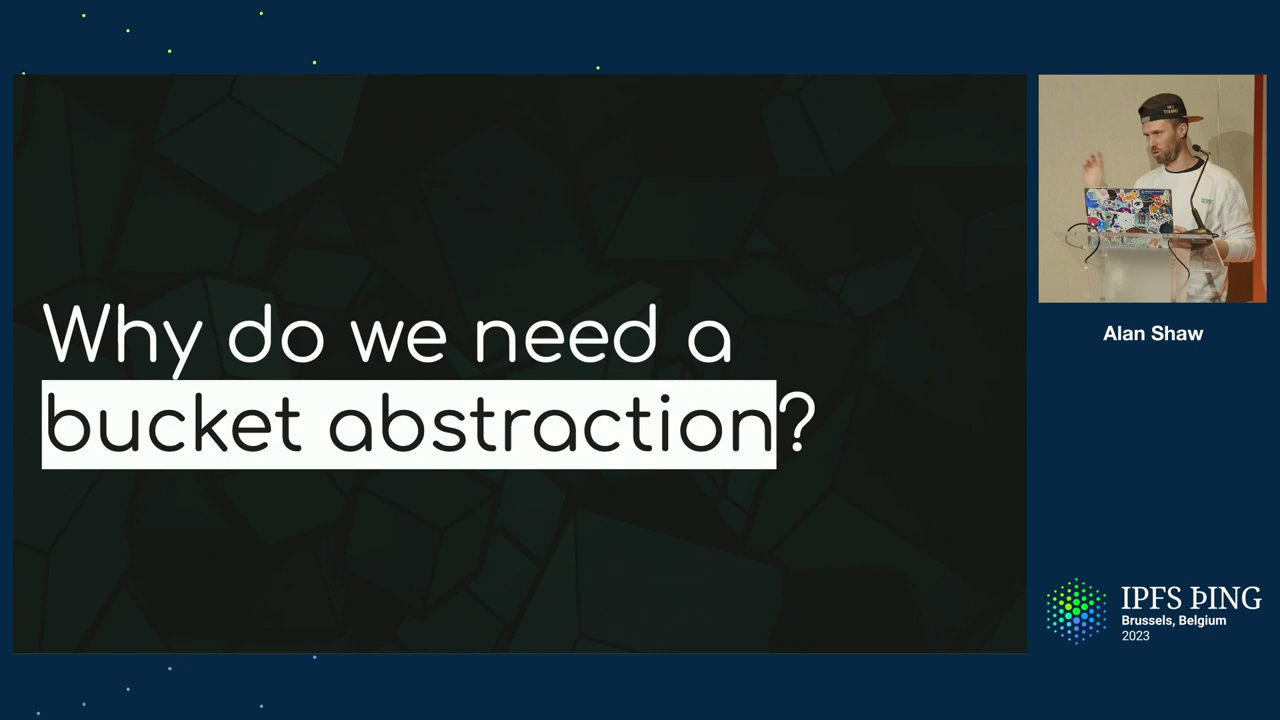 Why do we need a
bucket abstraction?
Alan Shaw
IPFS ÞING
Brussels, Belgium
2023